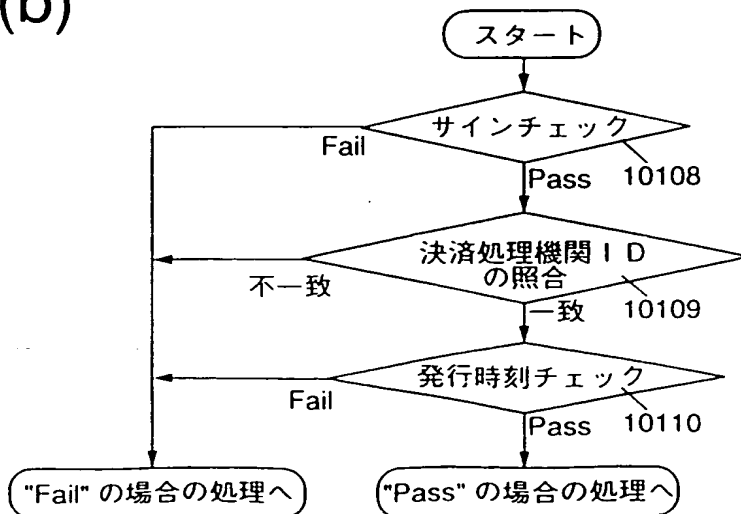 (b)
スタート
サインチェック
Fail
Pass 10108
決済処理機関ID
の照合
不一致
一致 10109
発行時刻チェック
Fail
Pass 10110
"Fail" の場合の処理へ
"Pass" の場合の処理へ